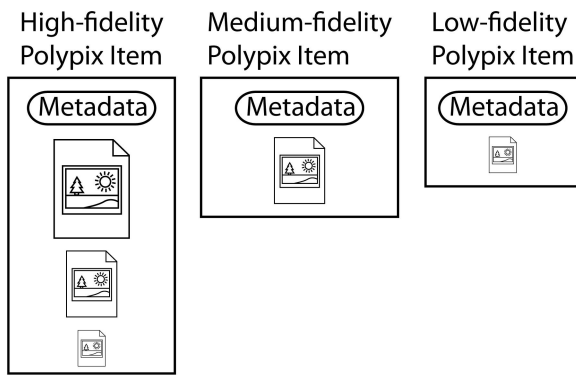 High-fidelity
Polypix Item
Metadata
Medium-fidelity
Polypix Item
Metadata
Low-fidelity
Polypix Item
Metadata